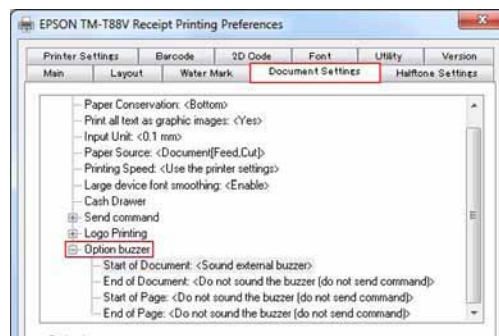 EPSON TM-T88V Receipt Printing Preferences
Printer Settings Barcode 2D Code Font Utility Version
Main Layout Water Mark Document Settings Halftone Settings
Paper Conservation: <Bottom>
Print all text as graphic images: <Yes>
Input Unit: <0.1 mm>
Paper Source: <Document[Feed,Cut]>
Printing Speed: <Use the printer settings>
Large device font smoothing: <Enable>
Cash Drawer
Send command
Logo Printing
Option buzzer
Start of Document: <Sound external buzzer>
End of Document: <Do not sound the buzzer (do not send command)>
Start of Page: <Do not sound the buzzer (do not send command)>
End of Page: <Do not sound the buzzer (do not send command)>